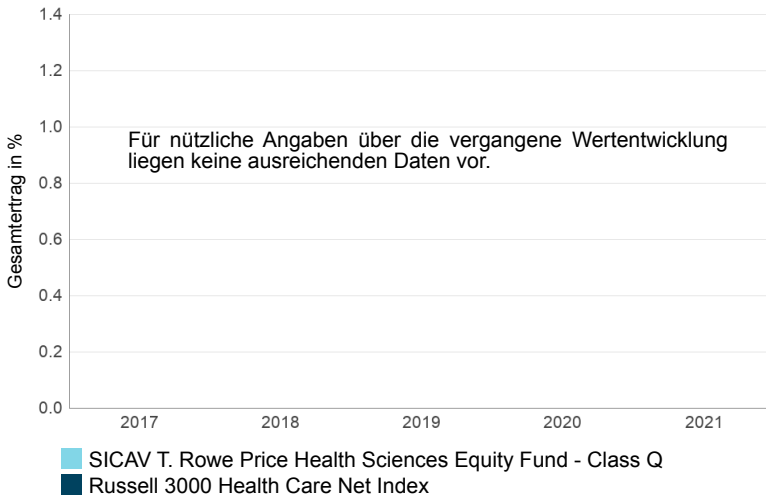 1.4
1.2
1.0
0.8
0.6
0.4
0.2
0.0
Gesamtertrag in %
Für nützliche Angaben über die vergangene Wertentwicklung
liegen keine ausreichenden Daten vor.
2017 2018 2019 2020 2021
SICAV T. Rowe Price Health Sciences Equity Fund - Class Q
Russell 3000 Health Care Net Index